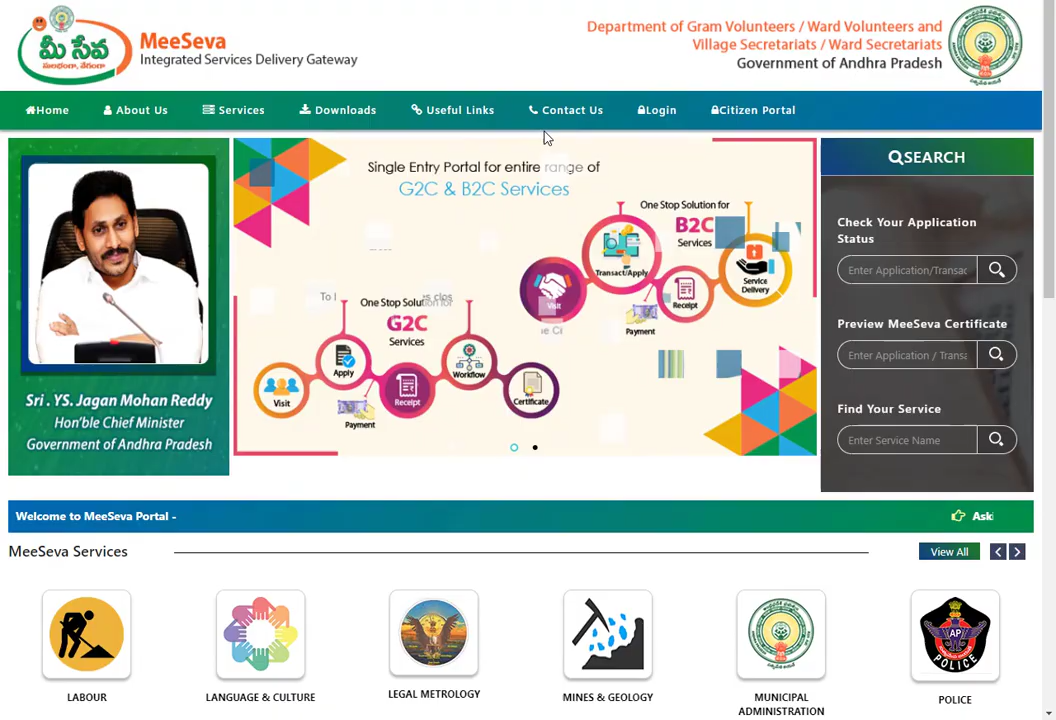 మీ సేవ
MeeSeva
Integrated Services Delivery Gateway
Department of Gram Volunteers / Ward Volunteers and
Village Secretariats / Ward Secretariats
Government of Andhra Pradesh
Home About Us Services Downloads Useful Links Contact Us Login Citizen Portal
Sri . YS. Jagan Mohan Reddy
Hon'ble Chief Minister
Government of Andhra Pradesh
Single Entry Portal for entire range of
G2C & B2C Services
One Stop Solution for
B2C
Services
Transact/Apply
Visit
Receipt
Service
Delivery
Payment
One Stop Solution for
G2C
Services
Visit
Apply
Receipt
Workflow
Certificate
Payment
SEARCH
Check Your Application
Status
Enter Application/Transac
Preview MeeSeva Certificate
Enter Application / Transa
Find Your Service
Enter Service Name
Welcome to MeeSeva Portal -
Ask
MeeSeva Services
View All
LABOUR
LANGUAGE & CULTURE
LEGAL METROLOGY
MINES & GEOLOGY
MUNICIPAL
ADMINISTRATION
AP
POLICE
POLICE